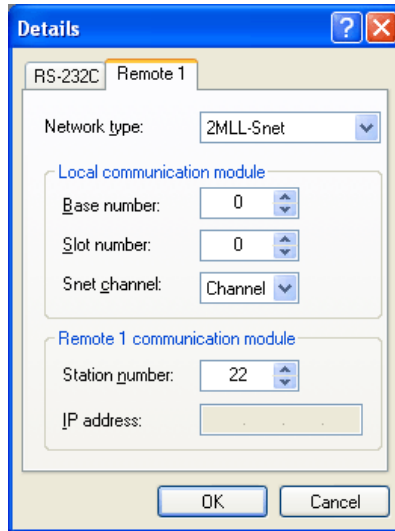 Details
RS-232C Remote 1
Network type: 2MLL-Snet
Local communication module
Base number: 0
Slot number: 0
Snet channel: Channel
Remote 1 communication module
Station number: 22
IP address: . . .
OK Cancel